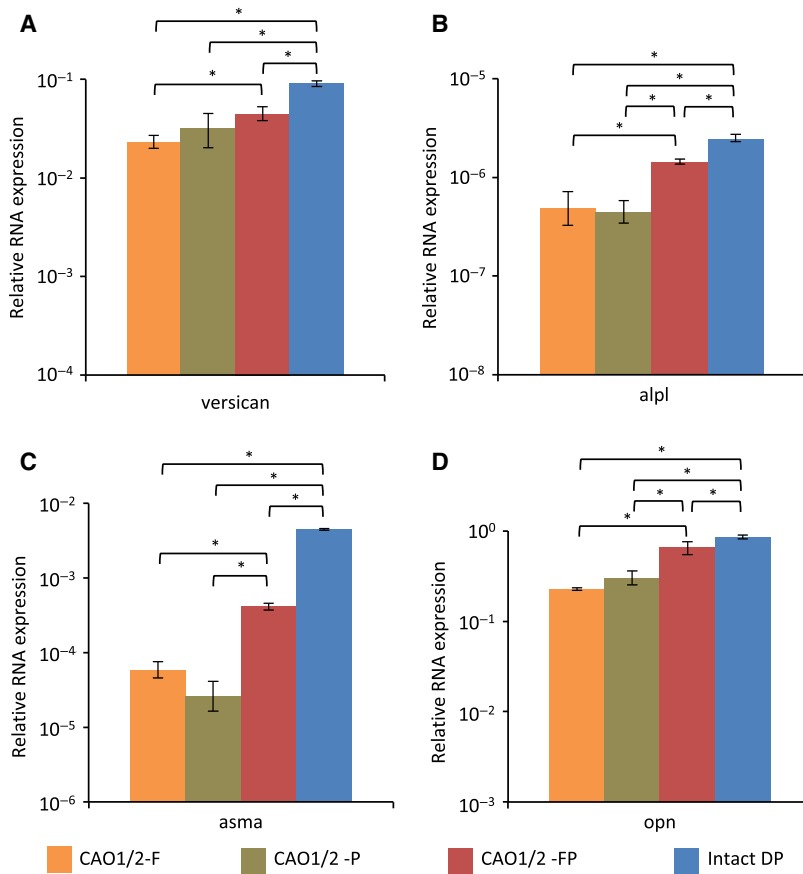 A
* * * *
Relative RNA expression
10⁻¹
10⁻²
10⁻³
10⁻⁴
versican
B
* * * * *
Relative RNA expression
10⁻⁵
10⁻⁶
10⁻⁷
10⁻⁸
alpl
C
* * * * *
Relative RNA expression
10⁻²
10⁻³
10⁻⁴
10⁻⁵
10⁻⁶
asma
D
* * * * *
Relative RNA expression
10⁰
10⁻¹
10⁻²
10⁻³
opn
CAO1/2-F
CAO1/2 -P
CAO1/2 -FP
Intact DP